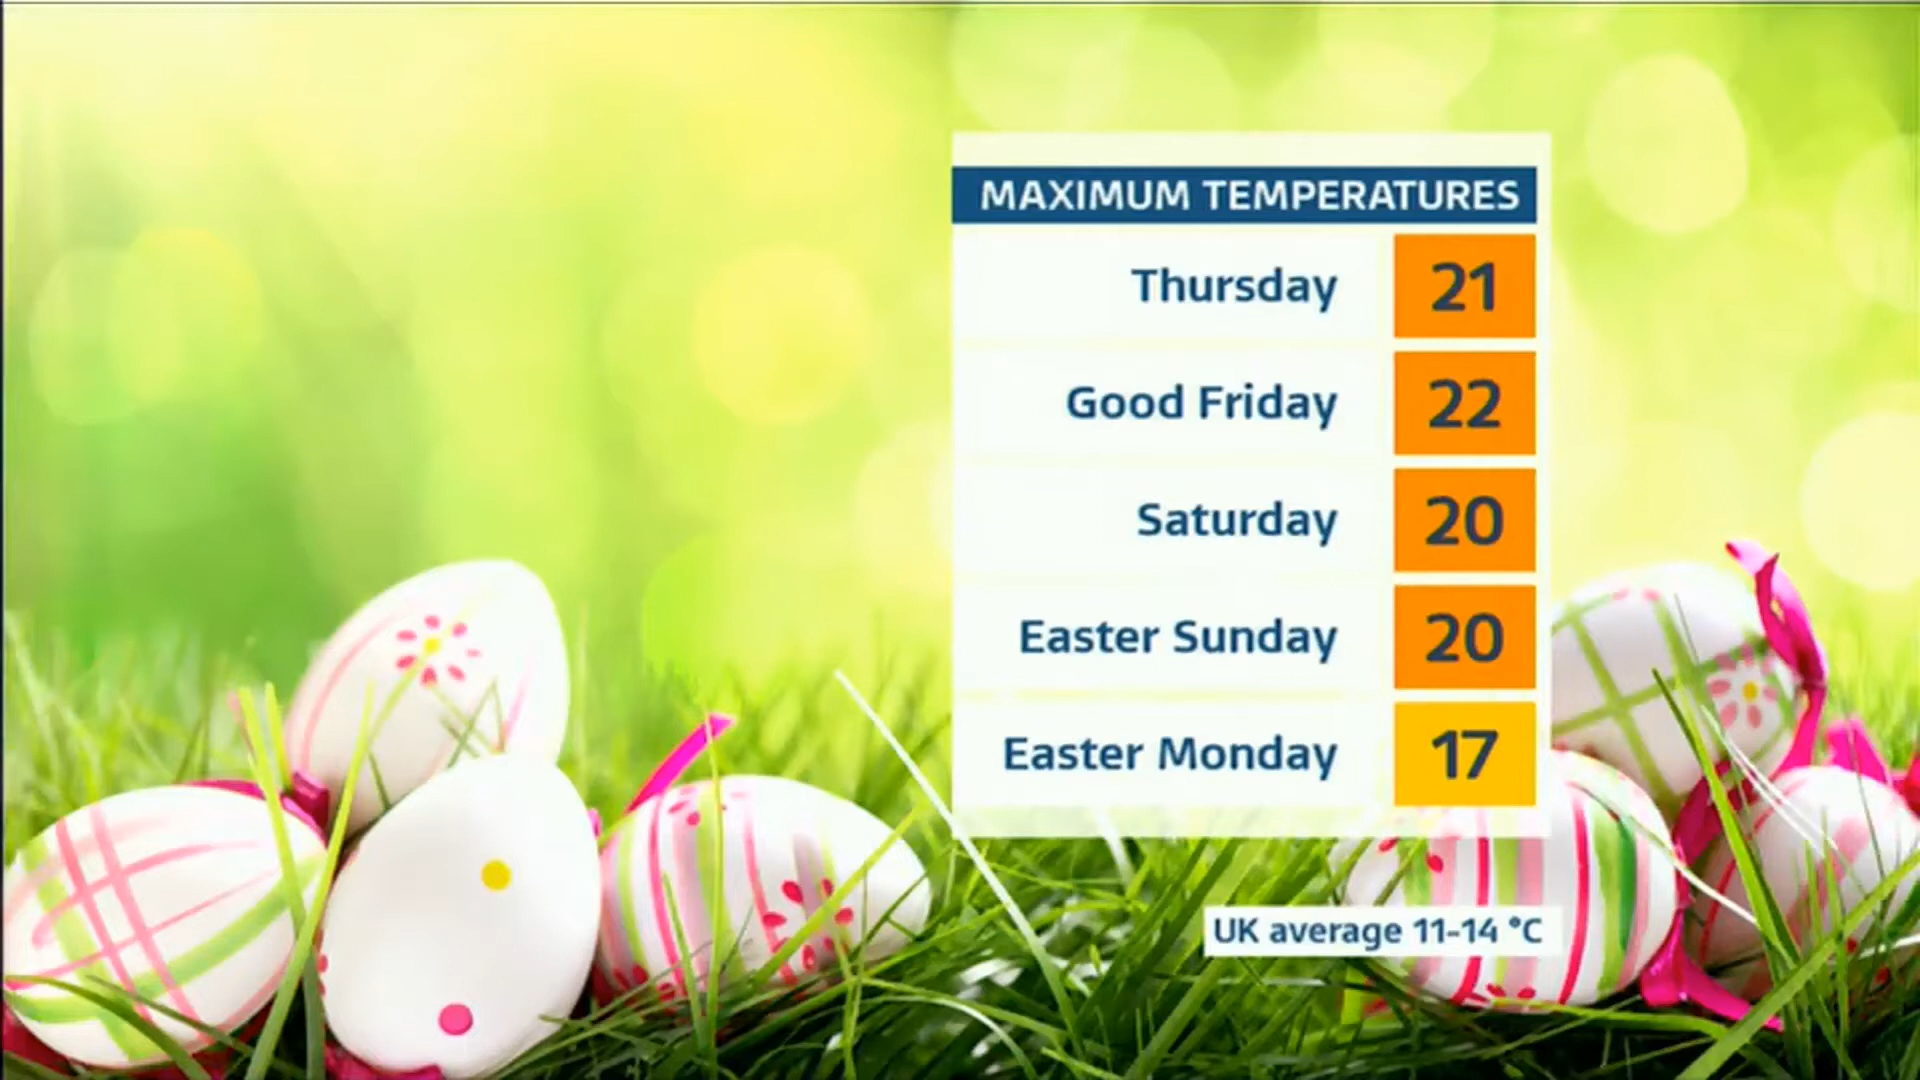 MAXIMUM TEMPERATURES
Thursday 21
Good Friday 22
Saturday 20
Easter Sunday 20
Easter Monday 17
UK average 11-14 °C